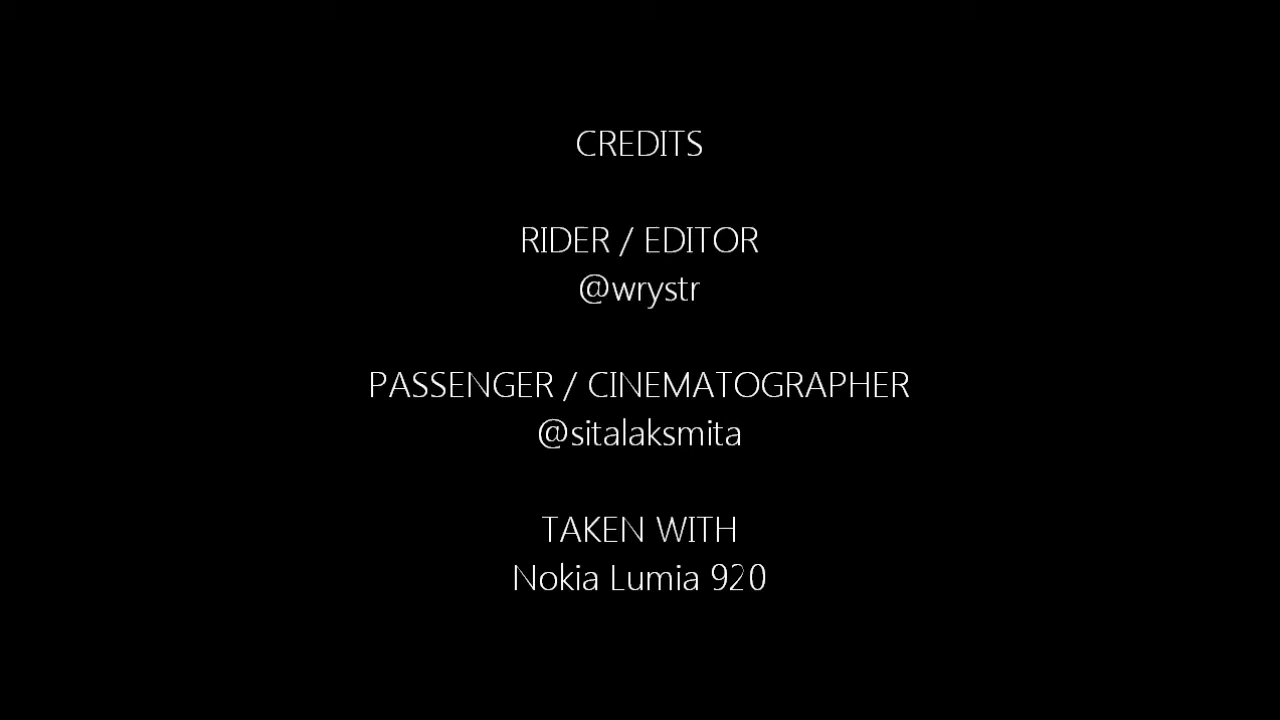 CREDITS
RIDER / EDITOR
@wrystr
PASSENGER / CINEMATOGRAPHER
@sitalaksmita
TAKEN WITH
Nokia Lumia 920